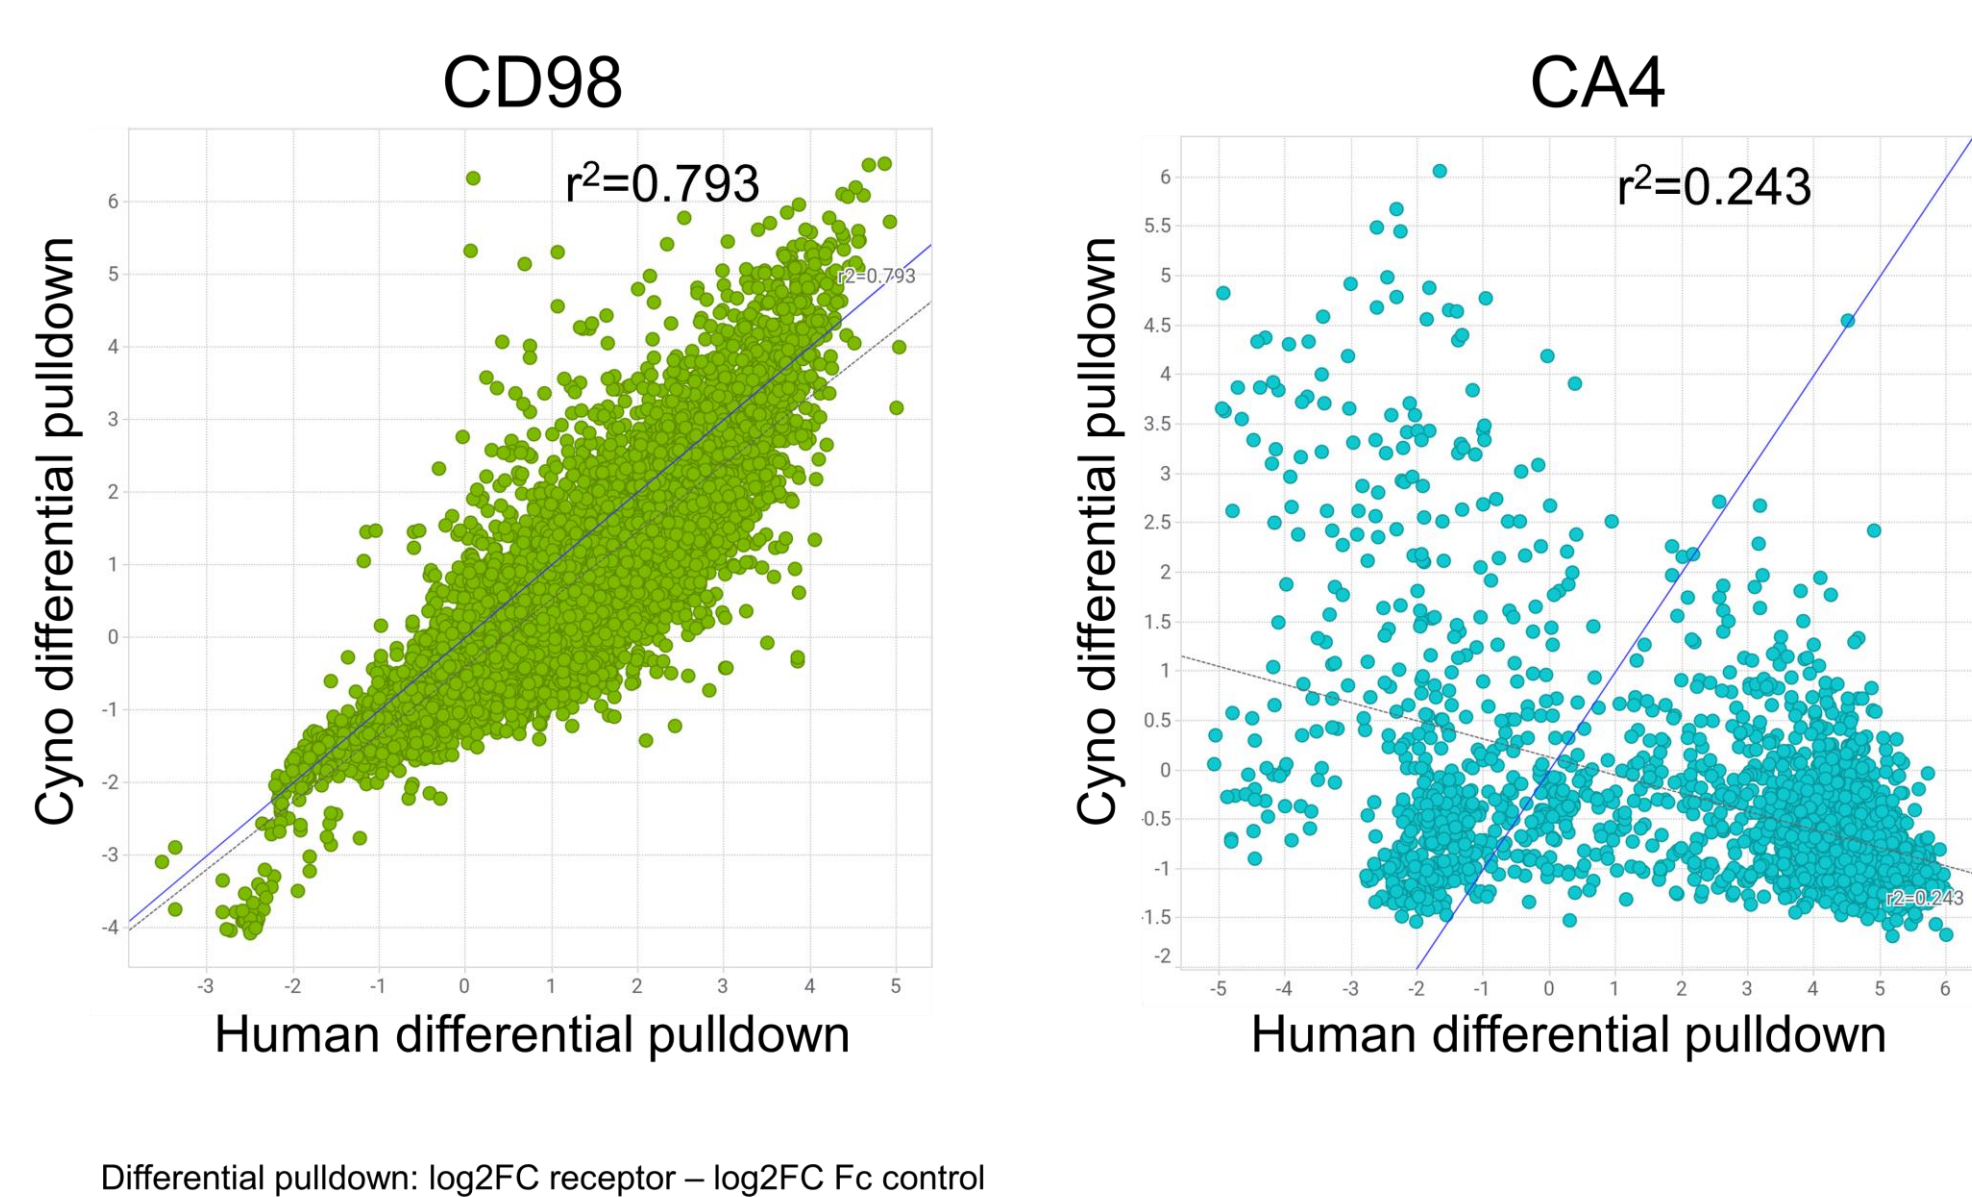 CD98
r²=0.793
6
5
4
3
2
1
0
-1
-2
-3
-4
r2=0.793
-3 -2 -1 0 1 2 3 4 5
Cyno differential pulldown
Human differential pulldown
CA4
r²=0.243
6
5.5
5
4.5
4
3.5
3
2.5
2
1.5
1
0.5
0
-0.5
-1
-1.5
-2
r2=0.243
-5 -4 -3 -2 -1 0 1 2 3 4 5 6
Cyno differential pulldown
Human differential pulldown
Differential pulldown: log2FC receptor – log2FC Fc control